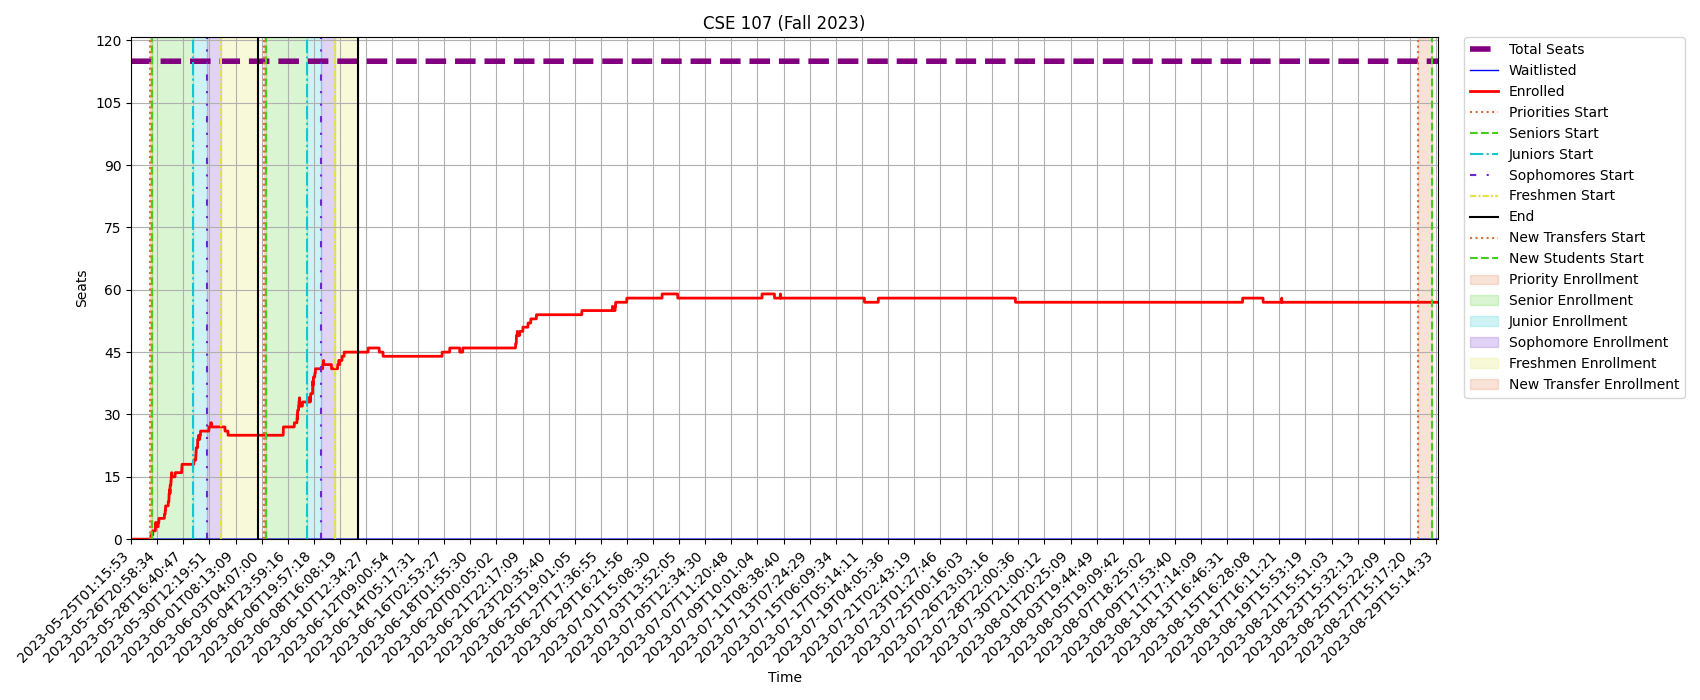 CSE 107 (Fall 2023)
120
105
90
75
60
45
30
15
0
Seats
2023-05-25T01:15:53
2023-05-26T20:58:34
2023-05-28T16:40:47
2023-05-30T12:19:51
2023-06-01T08:13:09
2023-06-03T04:07:00
2023-06-04T23:59:16
2023-06-06T19:57:18
2023-06-08T16:08:19
2023-06-10T12:34:27
2023-06-12T09:00:54
2023-06-14T05:17:31
2023-06-16T02:53:27
2023-06-18T01:55:30
2023-06-20T00:05:02
2023-06-21T22:17:09
2023-06-23T20:35:40
2023-06-25T19:01:05
2023-06-27T17:36:55
2023-06-29T16:21:56
2023-07-01T15:08:30
2023-07-03T13:52:05
2023-07-05T12:34:30
2023-07-07T11:20:48
2023-07-09T10:01:04
2023-07-11T08:38:40
2023-07-13T07:24:29
2023-07-15T06:09:34
2023-07-17T05:14:11
2023-07-19T04:05:36
2023-07-21T02:43:19
2023-07-23T01:27:46
2023-07-25T00:16:03
2023-07-26T23:03:16
2023-07-28T22:00:36
2023-07-30T21:00:12
2023-08-01T20:25:09
2023-08-03T19:44:49
2023-08-05T19:09:42
2023-08-07T18:25:02
2023-08-09T17:53:40
2023-08-11T17:14:09
2023-08-13T16:46:31
2023-08-15T16:28:08
2023-08-17T16:11:21
2023-08-19T15:53:19
2023-08-21T15:51:03
2023-08-23T15:32:13
2023-08-25T15:22:09
2023-08-27T15:17:20
2023-08-29T15:14:33
Time
Total Seats
Waitlisted
Enrolled
Priorities Start
Seniors Start
Juniors Start
Sophomores Start
Freshmen Start
End
New Transfers Start
New Students Start
Priority Enrollment
Senior Enrollment
Junior Enrollment
Sophomore Enrollment
Freshmen Enrollment
New Transfer Enrollment